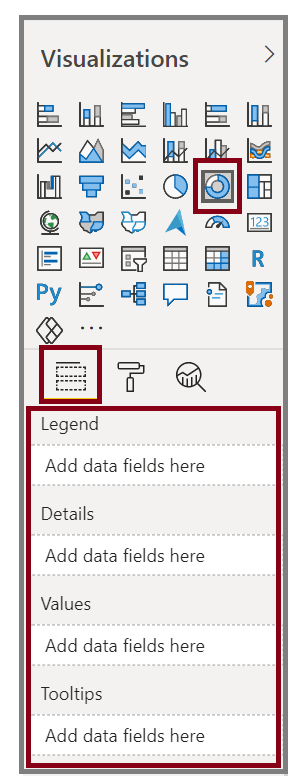 Visualizations
123
R
Py
Legend
Add data fields here
Details
Add data fields here
Values
Add data fields here
Tooltips
Add data fields here